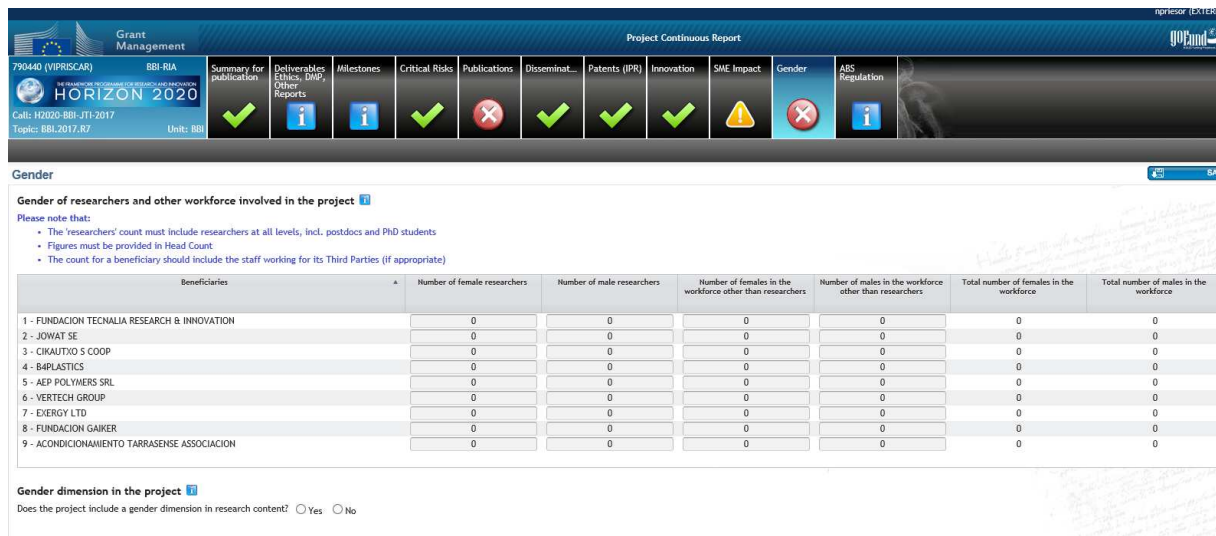 npriesor (EXTER
Grant
Management
Project Continuous Report
790440 (VIPRISCAR) BBI-RIA
THE FRAMEWORK PROGRAMME FOR RESEARCH AND INNOVATION
HORIZON 2020
Call: H2020-BBI-JTI-2017
Topic: BBI.2017.R7 Unit: BBI
Summary for
publication
Deliverables
Ethics, DMP,
Other
Reports
Milestones
Critical Risks
Publications
Disseminat...
Patents (IPR)
Innovation
SME Impact
Gender
ABS
Regulation
Gender
SA
Gender of researchers and other workforce involved in the project
Please note that:
• The 'researchers' count must include researchers at all levels, incl. postdocs and PhD students
• Figures must be provided in Head Count
• The count for a beneficiary should include the staff working for its Third Parties (if appropriate)
Beneficiaries
Number of female researchers
Number of male researchers
Number of females in the
workforce other than researchers
Number of males in the workforce
other than researchers
Total number of females in the
workforce
Total number of males in the
workforce
1 - FUNDACION TECNALIA RESEARCH & INNOVATION 0 0 0 0 0 0
2 - JOWAT SE 0 0 0 0 0 0
3 - CIKAUTXO S COOP 0 0 0 0 0 0
4 - B4PLASTICS 0 0 0 0 0 0
5 - AEP POLYMERS SRL 0 0 0 0 0 0
6 - VERTECH GROUP 0 0 0 0 0 0
7 - EXERGY LTD 0 0 0 0 0 0
8 - FUNDACION GAIKER 0 0 0 0 0 0
9 - ACONDICIONAMIENTO TARRASENSE ASSOCIACION 0 0 0 0 0 0
Gender dimension in the project
Does the project include a gender dimension in research content? Yes No